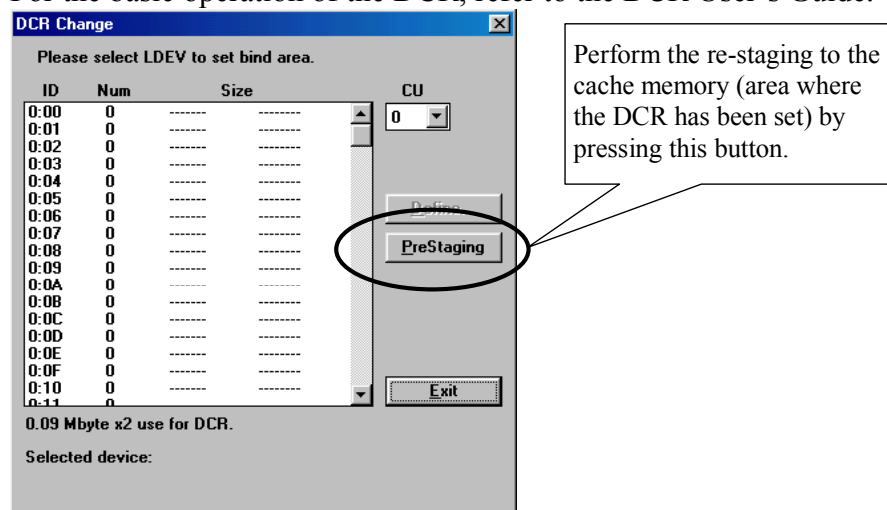 For the basic operation of the DCR, refer to the DCR User's Guide.
DCR Change
Please select LDEV to set bind area.
ID Num Size CU
0:00 0 ------- -------- 0
0:01 0 ------- --------
0:02 0 ------- --------
0:03 0 ------- --------
0:04 0 ------- --------
0:05 0 ------- --------
0:06 0 ------- --------
0:07 0 ------- --------
0:08 0 ------- --------
0:09 0 ------- --------
0:0A 0 ------- --------
0:0B 0 ------- --------
0:0C 0 ------- --------
0:0D 0 ------- --------
0:0E 0 ------- --------
0:0F 0 ------- --------
0:10 0 ------- --------
0:11 0
Define
PreStaging
Exit
0.09 Mbyte x2 use for DCR.
Selected device:
Perform the re-staging to the
cache memory (area where
the DCR has been set) by
pressing this button.